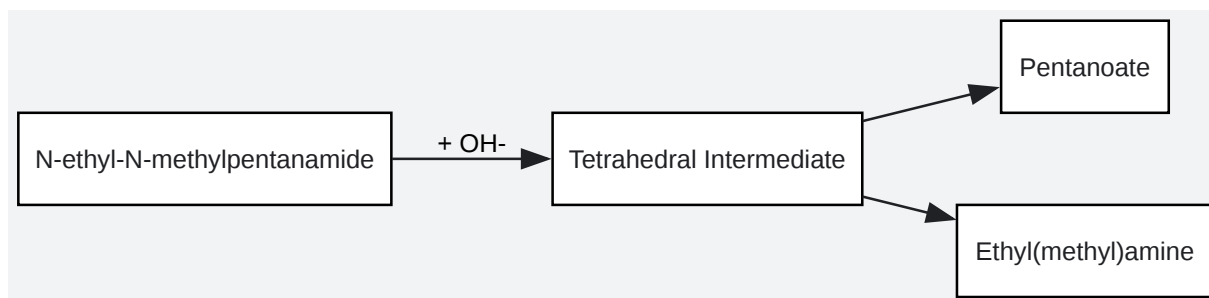 Pentanoate
+ OH-
N-ethyl-N-methylpentanamide
Tetrahedral Intermediate
Ethyl(methyl)amine